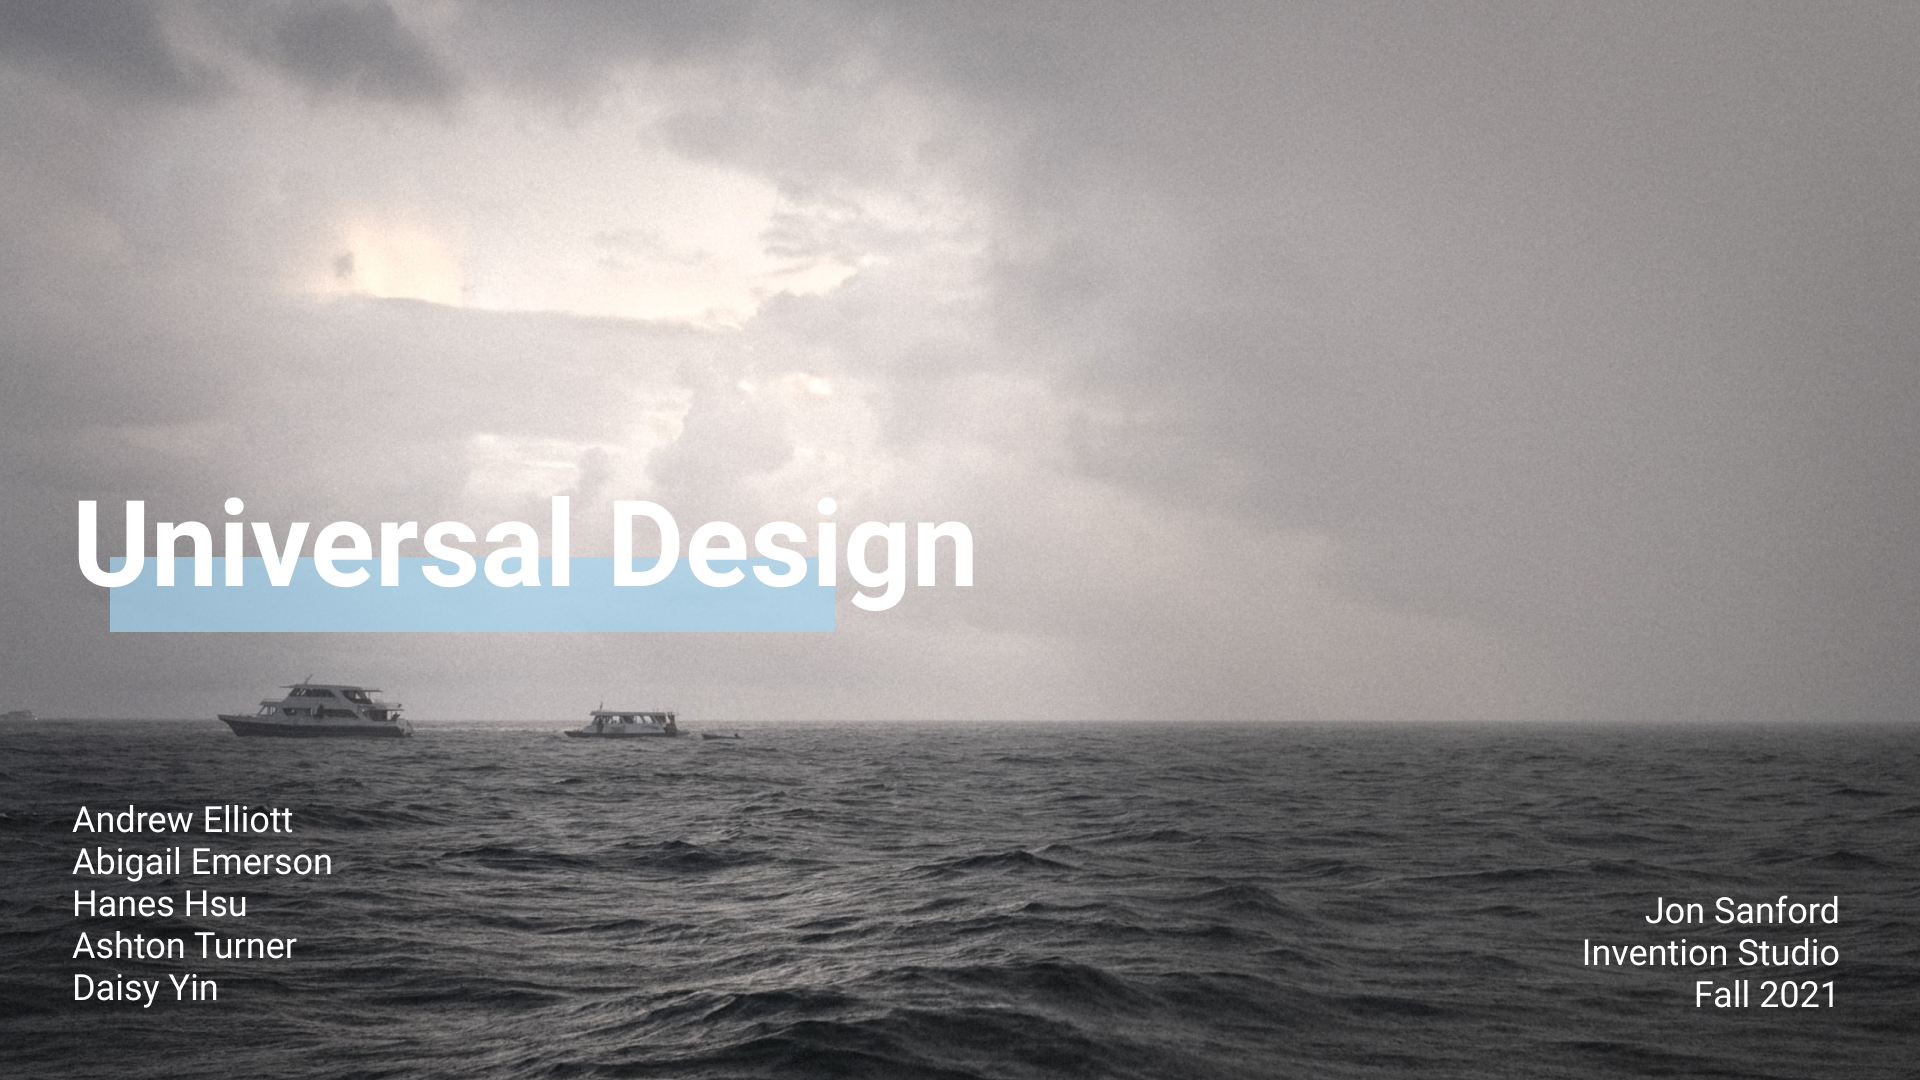 Universal Design
Andrew Elliott
Abigail Emerson
Hanes Hsu
Ashton Turner
Daisy Yin
Jon Sanford
Invention Studio
Fall 2021